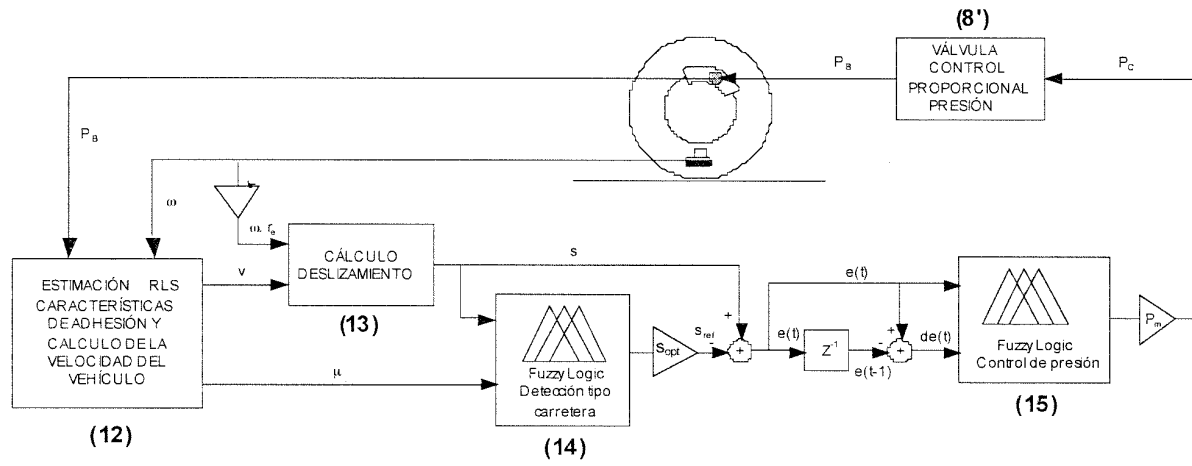 (8')
VÁLVULA
CONTROL
PROPORCIONAL
PRESIÓN
P_B
P_C
P_B
ω
ω. r_e
v
CÁLCULO
DESLIZAMIENTO
(13)
s
ESTIMACIÓN RLS
CARACTERÍSTICAS
DE ADHESIÓN Y
CALCULO DE LA
VELOCIDAD DEL
VEHÍCULO
(12)
μ
Fuzzy Logic
Detección tipo
carretera
(14)
S_opt
s_ref
+
-
+
e(t)
e(t)
Z⁻¹
e(t-1)
+
-
+
de(t)
Fuzzy Logic
Control de presión
(15)
P_m